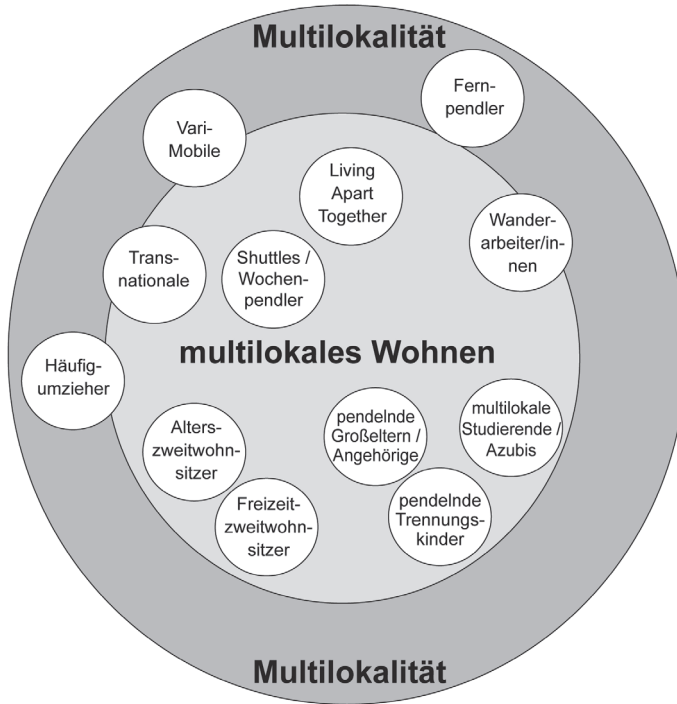 Multilokalität
Fern-
pendler
Vari-
Mobile
Living
Apart
Together
Wander-
arbeiter/in-
nen
Trans-
nationale
Shuttles /
Wochen-
pendler
multilokales Wohnen
Häufig-
umzieher
Alters-
zweitwohn-
sitzer
pendelnde
Großeltern /
Angehörige
multilokale
Studierende /
Azubis
Freizeit-
zweitwohn-
sitzer
pendelnde
Trennungs-
kinder
Multilokalität